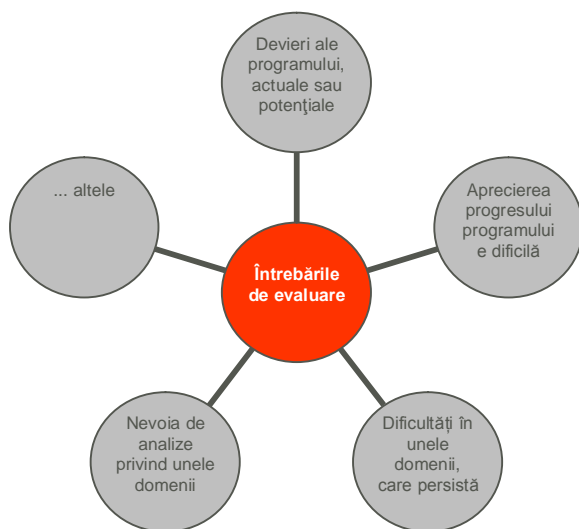 Devieri ale
programului,
actuale sau
potenţiale
... altele
Aprecierea
progresului
programului
e dificilă
Întrebările
de evaluare
Nevoia de
analize
privind unele
domenii
Dificultăți în
unele
domenii,
care persistă